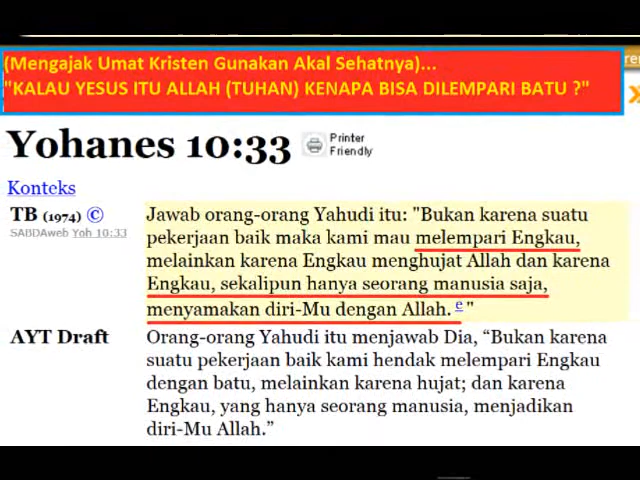 (Mengajak Umat Kristen Gunakan Akal Sehatnya)...
"KALAU YESUS ITU ALLAH (TUHAN) KENAPA BISA DILEMPARI BATU ?"
Yohanes 10:33
Printer
Friendly
Konteks
TB (1974) ©
SABDAweb Yoh 10:33
Jawab orang-orang Yahudi itu: "Bukan karena suatu
pekerjaan baik maka kami mau melempari Engkau,
melainkan karena Engkau menghujat Allah dan karena
Engkau, sekalipun hanya seorang manusia saja,
menyamakan diri-Mu dengan Allah. e "
AYT Draft
Orang-orang Yahudi itu menjawab Dia, “Bukan karena
suatu pekerjaan baik kami hendak melempari Engkau
dengan batu, melainkan karena hujat; dan karena
Engkau, yang hanya seorang manusia, menjadikan
diri-Mu Allah.”